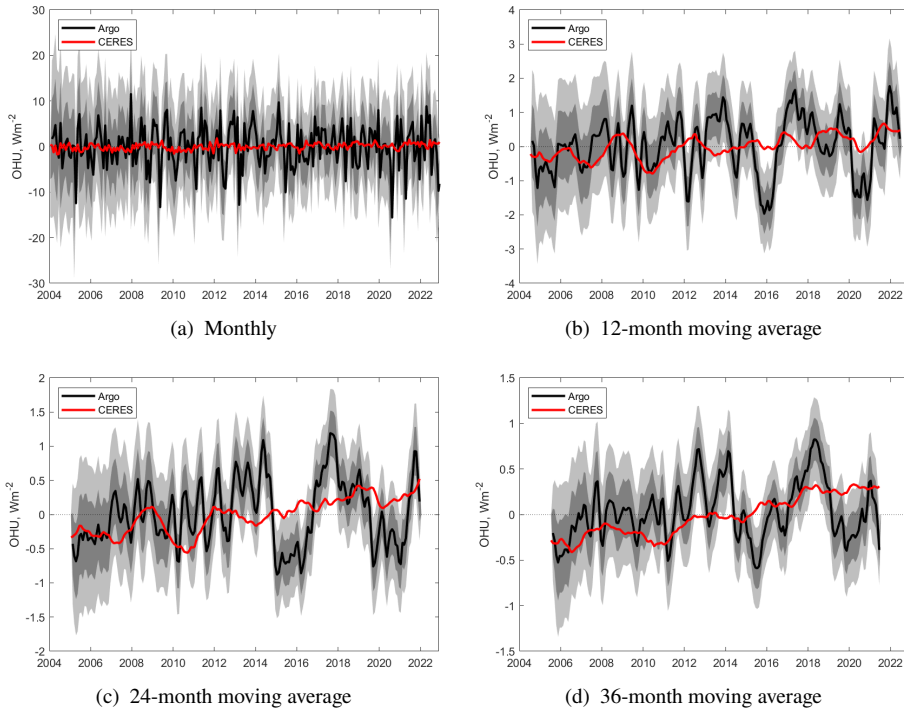 30
20
10
0
-10
-20
-30
OHU, Wm-2
Argo
CERES
2004 2006 2008 2010 2012 2014 2016 2018 2020 2022
(a) Monthly
4
3
2
1
0
-1
-2
-3
-4
OHU, Wm-2
Argo
CERES
2004 2006 2008 2010 2012 2014 2016 2018 2020 2022
(b) 12-month moving average
2
1.5
1
0.5
0
-0.5
-1
-1.5
-2
OHU, Wm-2
Argo
CERES
2004 2006 2008 2010 2012 2014 2016 2018 2020 2022
(c) 24-month moving average
1.5
1
0.5
0
-0.5
-1
-1.5
OHU, Wm-2
Argo
CERES
2004 2006 2008 2010 2012 2014 2016 2018 2020 2022
(d) 36-month moving average